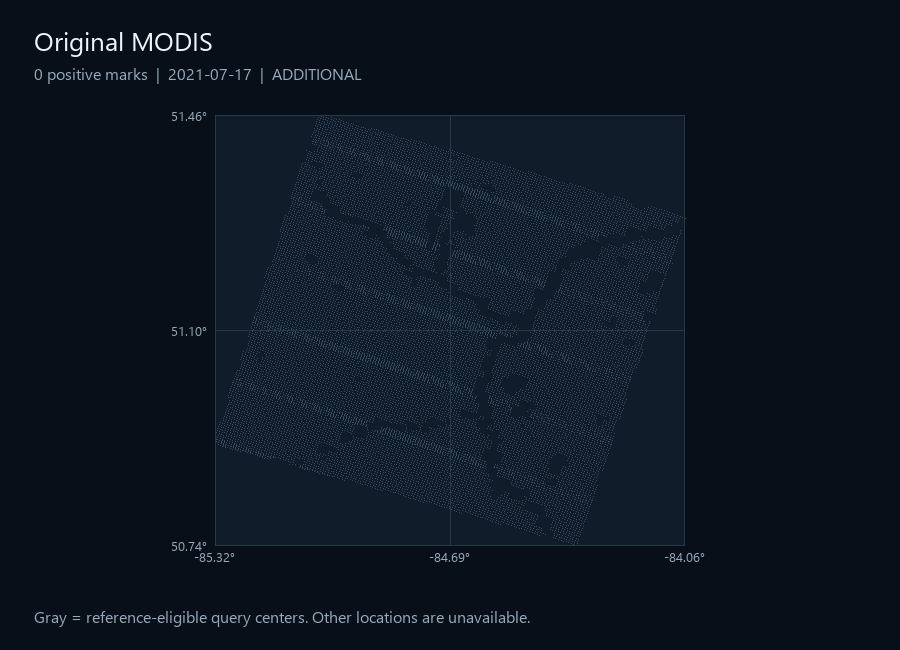 Original MODIS
0 positive marks | 2021-07-17 | ADDITIONAL
51.46°
51.10°
50.74°
-85.32° -84.69° -84.06°
Gray = reference-eligible query centers. Other locations are unavailable.